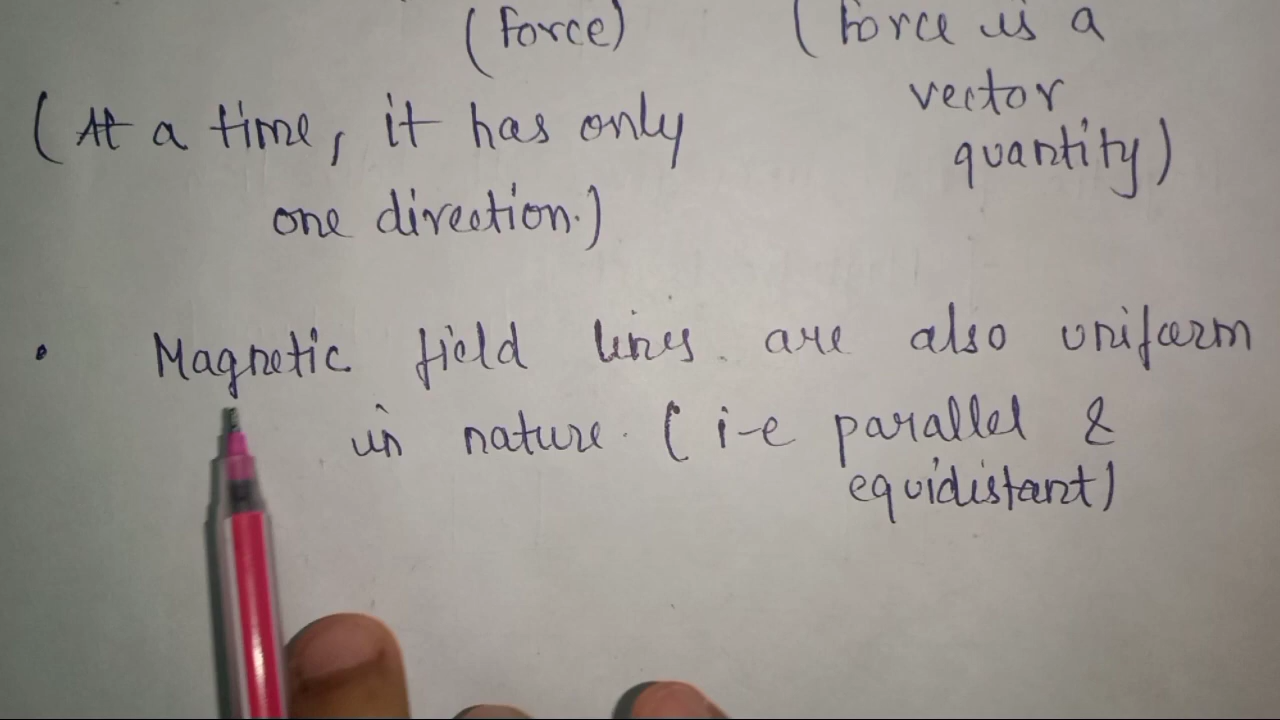 (force) (force is a
vector
quantity)
(At a time, it has only
one direction.)
• Magnetic field lines are also uniform
in nature. (i-e parallel &
equidistant)